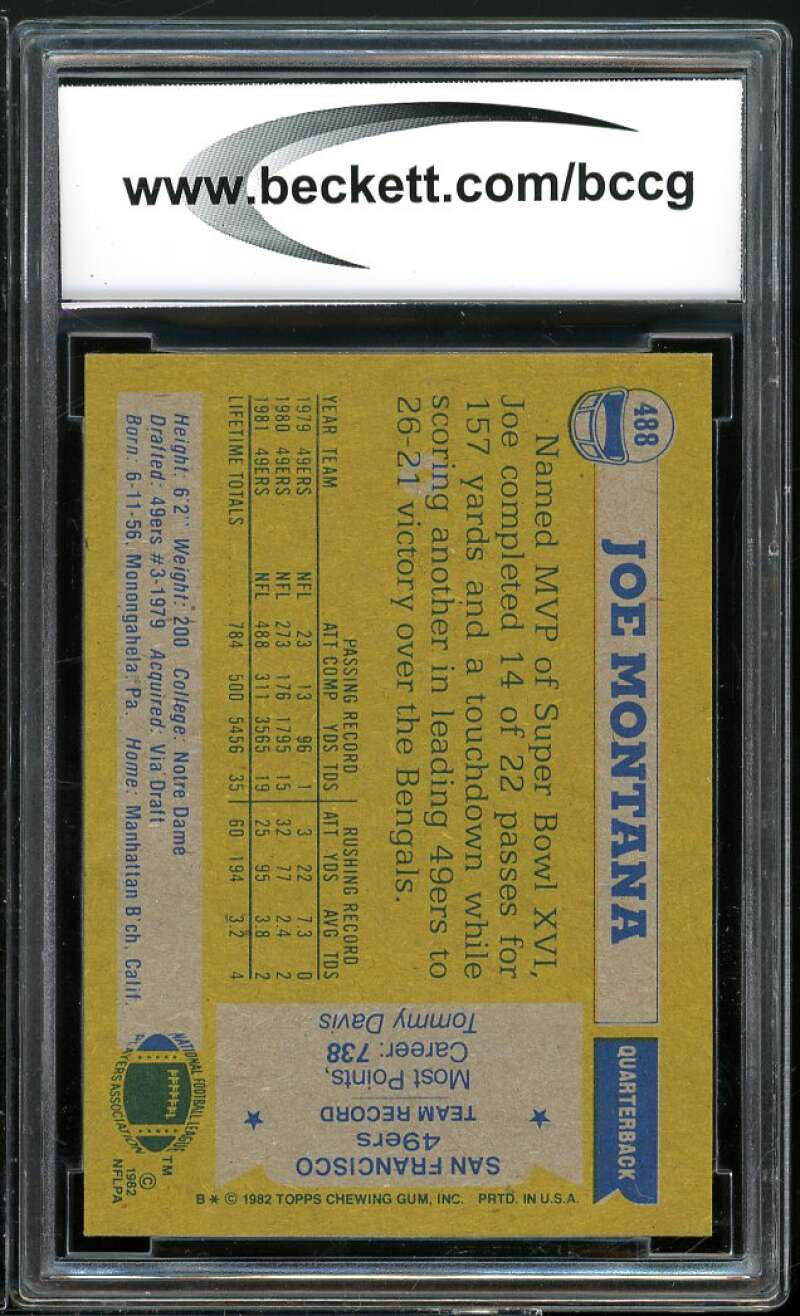 www.beckett.com/bccg
488
JOE MONTANA
QUARTERBACK
Named MVP of Super Bowl XVI,
Joe completed 14 of 22 passes for
157 yards and a touchdown while
scoring another in leading 49ers to
26-21 victory over the Bengals.
PASSING RECORD RUSHING RECORD
YEAR TEAM ATT COMP YDS TDS ATT YDS AVG TDS
1979 49ERS NFL 23 13 96 1 3 22 7.3 0
1980 49ERS NFL 273 176 1795 15 32 77 2.4 2
1981 49ERS NFL 488 311 3565 19 25 95 3.8 2
LIFETIME TOTALS 784 500 5456 35 60 194 3.2 4
Height: 6'2" Weight: 200 College: Notre Dame
Drafted: 49ers #3-1979 Acquired: Via Draft
Born: 6-11-56, Monongahela, Pa. Home: Manhattan B'ch, Calif.
SAN FRANCISCO
49ers
TEAM RECORD
Most Points,
Career: 738
Tommy Davis
NATIONAL FOOTBALL LEAGUE
PLAYERS ASSOCIATION
TM
© 1982
NFLPA
B * © 1982 TOPPS CHEWING GUM, INC. PRTD. IN U.S.A.